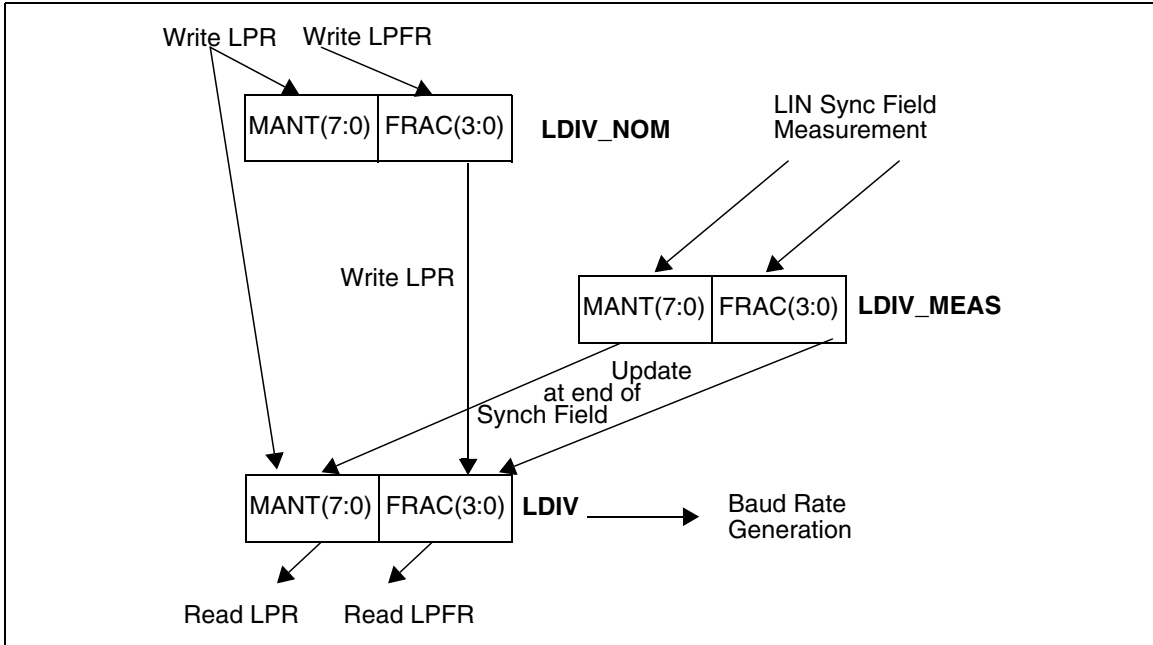 Write LPR Write LPFR
MANT(7:0) FRAC(3:0) LDIV_NOM
LIN Sync Field
Measurement
Write LPR
MANT(7:0) FRAC(3:0) LDIV_MEAS
Update
at end of
Synch Field
MANT(7:0) FRAC(3:0) LDIV
Baud Rate
Generation
Read LPR Read LPFR